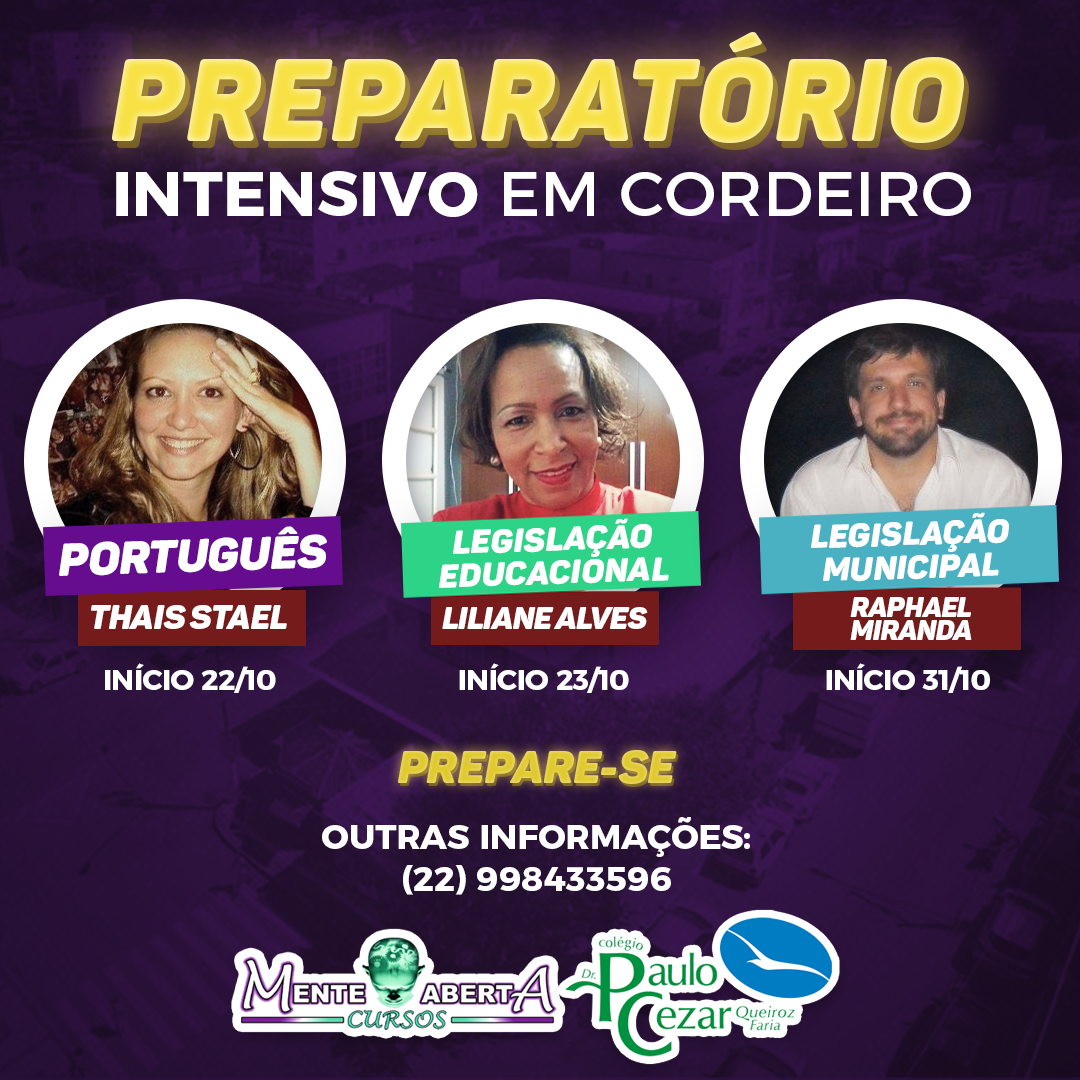 PREPARATÓRIO
INTENSIVO EM CORDEIRO
PORTUGUÊS
THAIS STAEL
INÍCIO 22/10
LEGISLAÇÃO
EDUCACIONAL
LILIANE ALVES
INÍCIO 23/10
LEGISLAÇÃO
MUNICIPAL
RAPHAEL
MIRANDA
INÍCIO 31/10
PREPARE-SE
OUTRAS INFORMAÇÕES:
(22) 998433596
MENTE ABERTA
CURSOS
colégio
Dr. Paulo
Cezar Queiroz
Faria